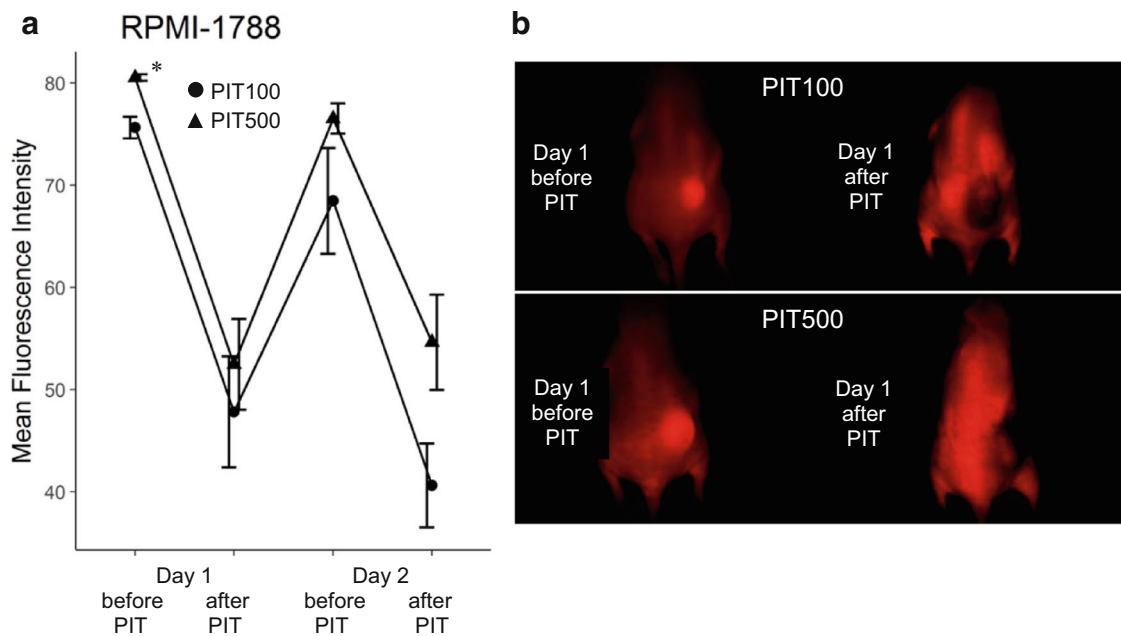 a
RPMI-1788
Mean Fluorescence Intensity
80
70
60
50
40
*
PIT100
PIT500
Day 1
Day 2
before
PIT
after
PIT
before
PIT
after
PIT
b
PIT100
Day 1
before
PIT
Day 1
after
PIT
PIT500
Day 1
before
PIT
Day 1
after
PIT